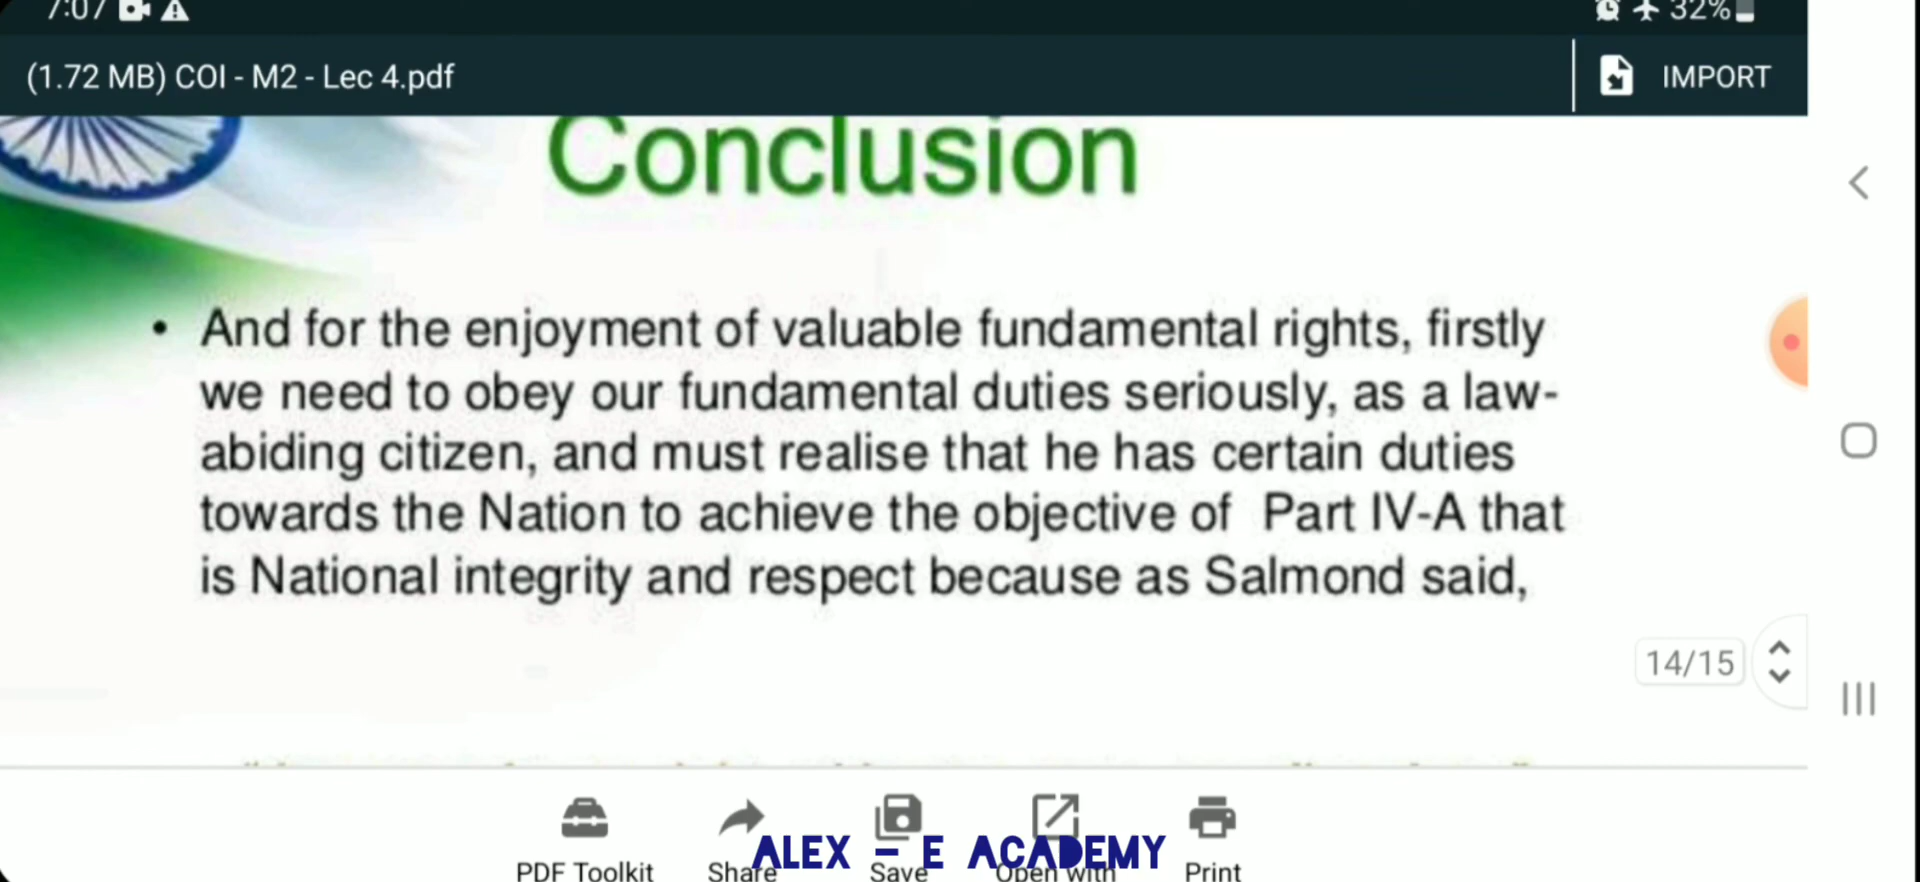 7:07 32%
(1.72 MB) COI - M2 - Lec 4.pdf IMPORT
Conclusion
• And for the enjoyment of valuable fundamental rights, firstly
we need to obey our fundamental duties seriously, as a law-
abiding citizen, and must realise that he has certain duties
towards the Nation to achieve the objective of Part IV-A that
is National integrity and respect because as Salmond said,
14/15
ALEX - E ACADEMY
PDF Toolkit Share Save Open with Print